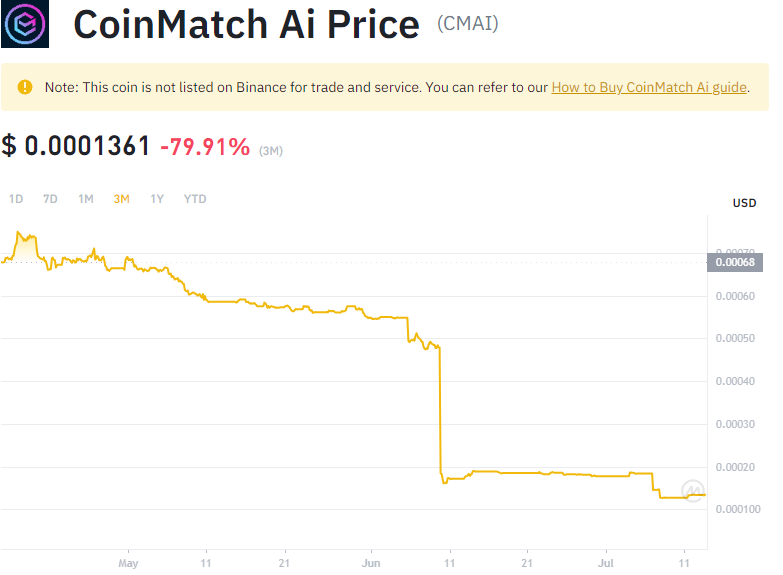 CoinMatch Ai Price (CMAI)
Note: This coin is not listed on Binance for trade and service. You can refer to our How to Buy CoinMatch Ai guide.
$ 0.0001361 -79.91% (3M)
1D 7D 1M 3M 1Y YTD
USD
0.00070
0.00068
0.00060
0.00050
0.00040
0.00030
0.00020
0.000100
May 11 21 Jun 11 21 Jul 11